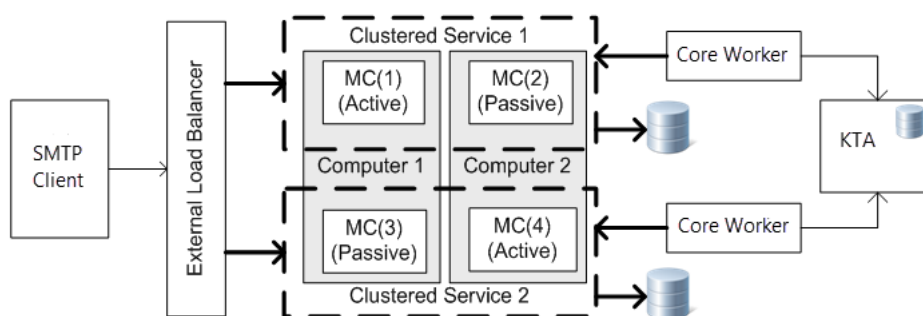 Clustered Service 1
Core Worker
MC(1)
(Active)
MC(2)
(Passive)
SMTP
Client
External Load Balancer
KTA
Computer 1
Computer 2
MC(3)
(Passive)
MC(4)
(Active)
Core Worker
Clustered Service 2